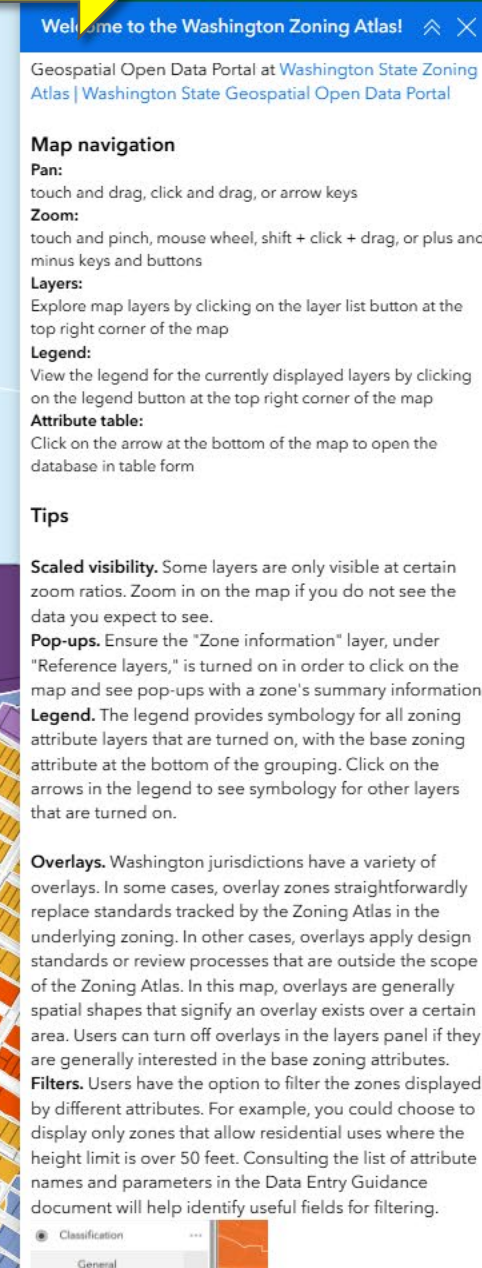 Welcome to the Washington Zoning Atlas!
Geospatial Open Data Portal at Washington State Zoning
Atlas | Washington State Geospatial Open Data Portal
Map navigation
Pan:
touch and drag, click and drag, or arrow keys
Zoom:
touch and pinch, mouse wheel, shift + click + drag, or plus and
minus keys and buttons
Layers:
Explore map layers by clicking on the layer list button at the
top right corner of the map
Legend:
View the legend for the currently displayed layers by clicking
on the legend button at the top right corner of the map
Attribute table:
Click on the arrow at the bottom of the map to open the
database in table form
Tips
Scaled visibility. Some layers are only visible at certain
zoom ratios. Zoom in on the map if you do not see the
data you expect to see.
Pop-ups. Ensure the "Zone information" layer, under
"Reference layers," is turned on in order to click on the
map and see pop-ups with a zone's summary information
Legend. The legend provides symbology for all zoning
attribute layers that are turned on, with the base zoning
attribute at the bottom of the grouping. Click on the
arrows in the legend to see symbology for other layers
that are turned on.
Overlays. Washington jurisdictions have a variety of
overlays. In some cases, overlay zones straightforwardly
replace standards tracked by the Zoning Atlas in the
underlying zoning. In other cases, overlays apply design
standards or review processes that are outside the scope
of the Zoning Atlas. In this map, overlays are generally
spatial shapes that signify an overlay exists over a certain
area. Users can turn off overlays in the layers panel if they
are generally interested in the base zoning attributes.
Filters. Users have the option to filter the zones displayed
by different attributes. For example, you could choose to
display only zones that allow residential uses where the
height limit is over 50 feet. Consulting the list of attribute
names and parameters in the Data Entry Guidance
document will help identify useful fields for filtering.
Classification
General